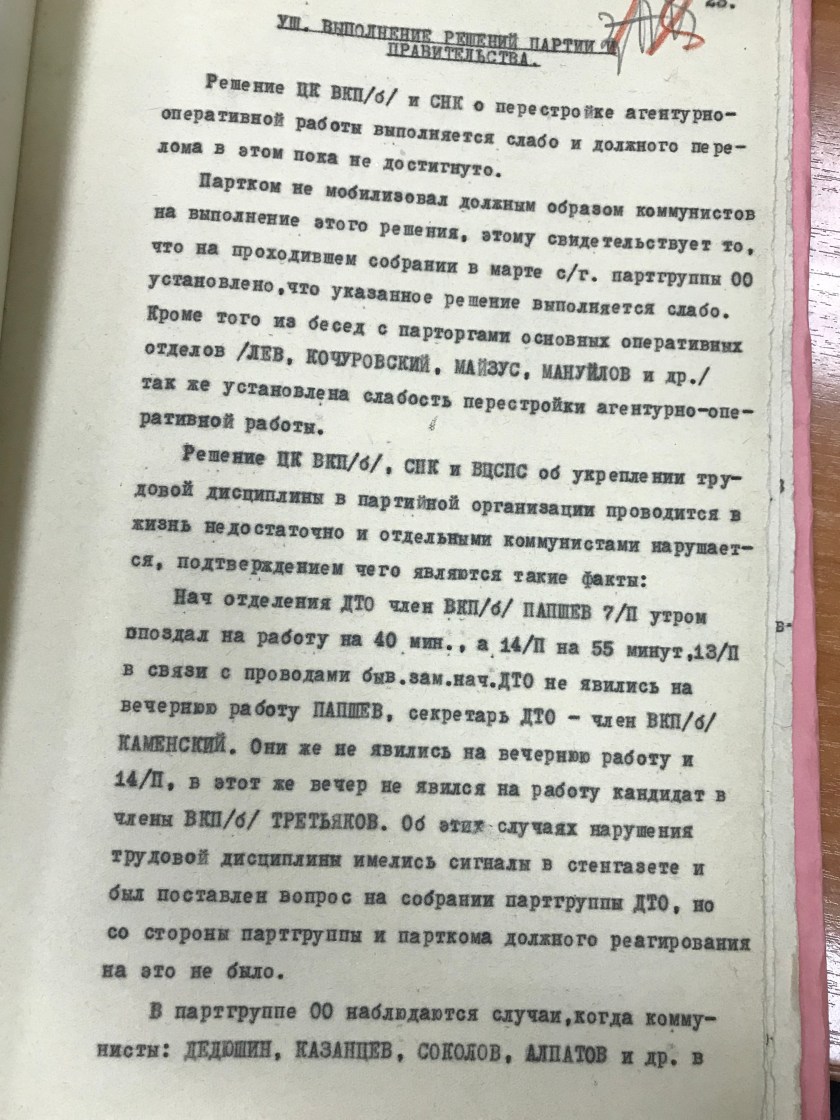 28.
УШ. ВЫПОЛНЕНИЕ РЕШЕНИЙ ПАРТИИ И
ПРАВИТЕЛЬСТВА.
Решение ЦК ВКП/б/ и СНК о перестройке агентурно-
оперативной работы выполняется слабо и должного пере-
лома в этом пока не достигнуто.
Партком не мобилизовал должным образом коммунистов
на выполнение этого решения, этому свидетельствует то,
что на проходившем собрании в марте с/г. партгруппы ОО
установлено,что указанное решение выполняется слабо.
Кроме того из бесед с парторгами основных оперативных
отделов /ЛЕВ, КОЧУРОВСКИЙ, МАЙЗУС, МАНУЙЛОВ и др./
так же установлена слабость перестройки агентурно-опе-
ративной работы.
Решение ЦК ВКП/б/, СНК и ВЦСПС об укреплении тру-
довой дисциплины в партийной организации проводится в
жизнь недостаточно и отдельными коммунистами нарушает-
ся, подтверждением чего являются такие факты:
Нач отделения ДТО член ВКП/б/ ПАПШЕВ 7/П утром
опоздал на работу на 40 мин., а 14/П на 55 минут,13/П
в связи с проводами быв.зам.нач.ДТО не явились на
вечернюю работу ПАПШЕВ, секретарь ДТО - член ВКП/б/
КАМЕНСКИЙ. Они же не явились на вечернюю работу и
14/П, в этот же вечер не явился на работу кандидат в
члены ВКП/б/ ТРЕТЬЯКОВ. Об этих случаях нарушения
трудовой дисциплины имелись сигналы в стенгазете и
был поставлен вопрос на собрании партгруппы ДТО, но
со стороны партгруппы и парткома должного реагирования
на это не было.
В партгруппе ОО наблюдаются случаи,когда комму-
нисты: ДЕДЮШИН, КАЗАНЦЕВ, СОКОЛОВ, АЛПАТОВ и др. в